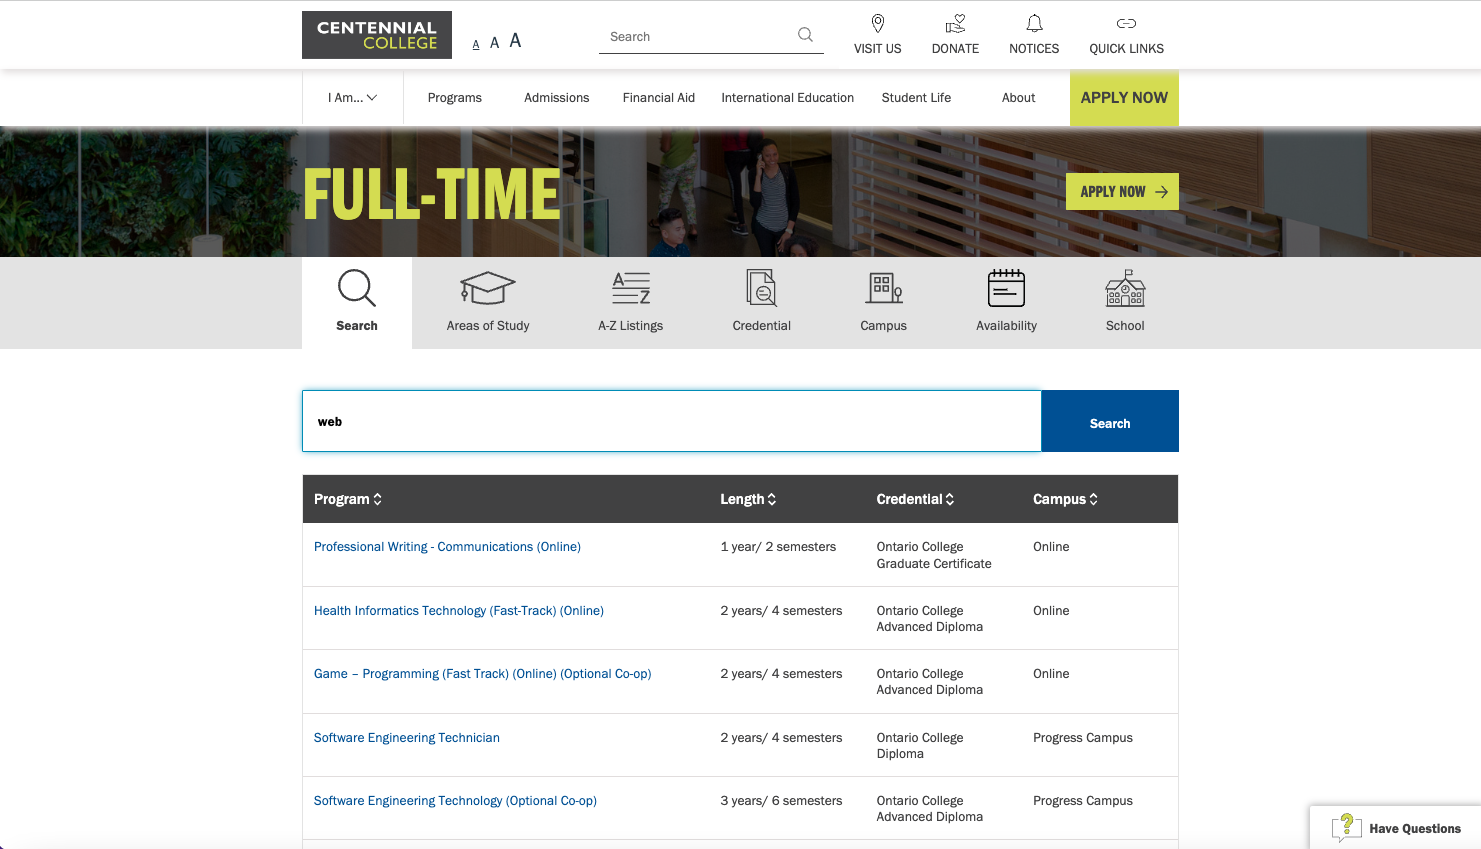 CENTENNIAL
COLLEGE
A A A
Search
VISIT US
DONATE
NOTICES
QUICK LINKS
I Am...
Programs
Admissions
Financial Aid
International Education
Student Life
About
APPLY NOW
FULL-TIME
APPLY NOW
Search
Areas of Study
A-Z Listings
Credential
Campus
Availability
School
web
Search
Program Length Credential Campus
Professional Writing - Communications (Online) 1 year/ 2 semesters Ontario College Online
Graduate Certificate
Health Informatics Technology (Fast-Track) (Online) 2 years/ 4 semesters Ontario College Online
Advanced Diploma
Game – Programming (Fast Track) (Online) (Optional Co-op) 2 years/ 4 semesters Ontario College Online
Advanced Diploma
Software Engineering Technician 2 years/ 4 semesters Ontario College Progress Campus
Diploma
Software Engineering Technology (Optional Co-op) 3 years/ 6 semesters Ontario College Progress Campus
Advanced Diploma
? Have Questions